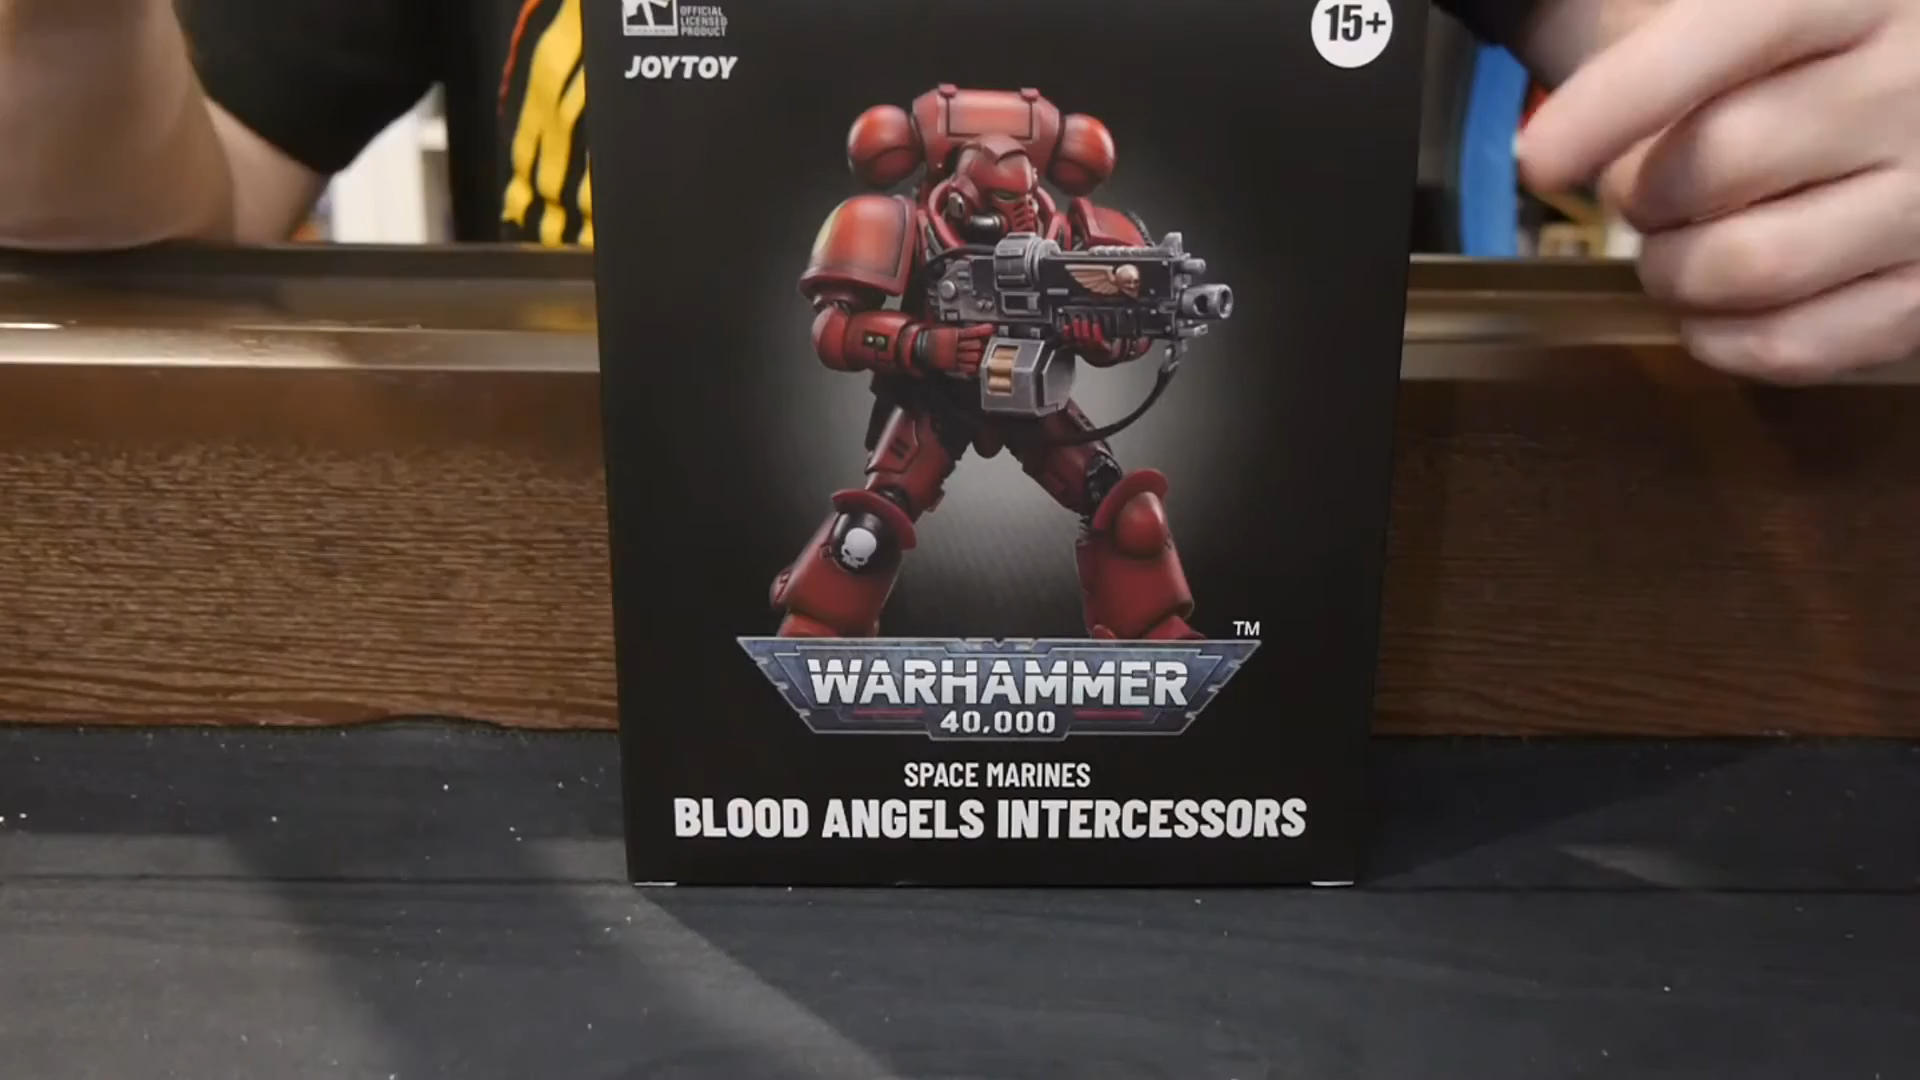 OFFICIAL
LICENSED
PRODUCT
JOYTOY
15+
TM
WARHAMMER
40,000
SPACE MARINES
BLOOD ANGELS INTERCESSORS